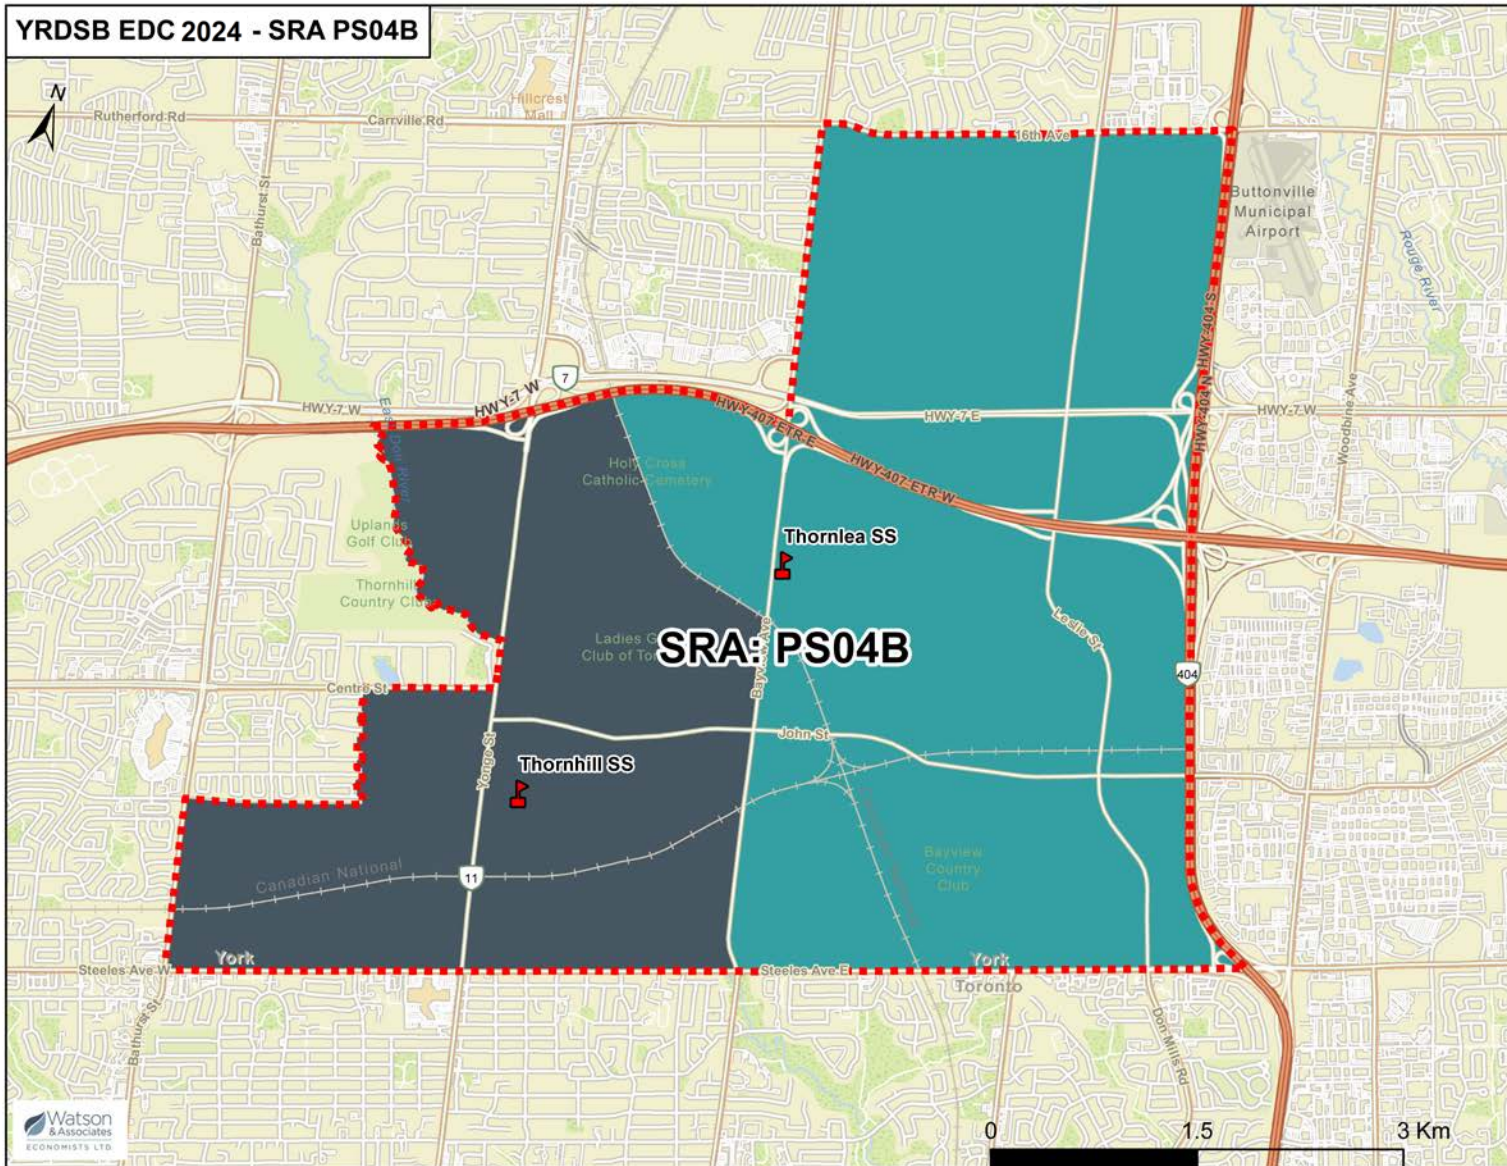 YRDSB EDC 2024 - SRA PS04B
N
Rutherford Rd
Carrville Rd
Hillcrest
Mall
16th Ave
Bathurst St
Buttonville
Municipal
Airport
Rouge River
HWY-404 S
HWY-404 N
7
HWY-7 W
HWY-7 W
HWY-407 ETR E
HWY-7 E
HWY-7 W
Woodbine Ave
East Don River
HWY-407 ETR W
Holy Cross
Catholic Cemetery
Uplands
Golf Club
Thornlea SS
Thornhill
Country Club
Leslie St
Ladies G
Club of Tor
SRA: PS04B
Bayview Ave
404
Centre St
Yonge St
John St
Thornhill SS
Canadian National
11
Bayview
Country
Club
York
York
Steeles Ave W
Steeles Ave E
Toronto
Bathurst St
Don Mills Rd
Watson
& Associates
ECONOMISTS LTD.
0
1.5
3 Km